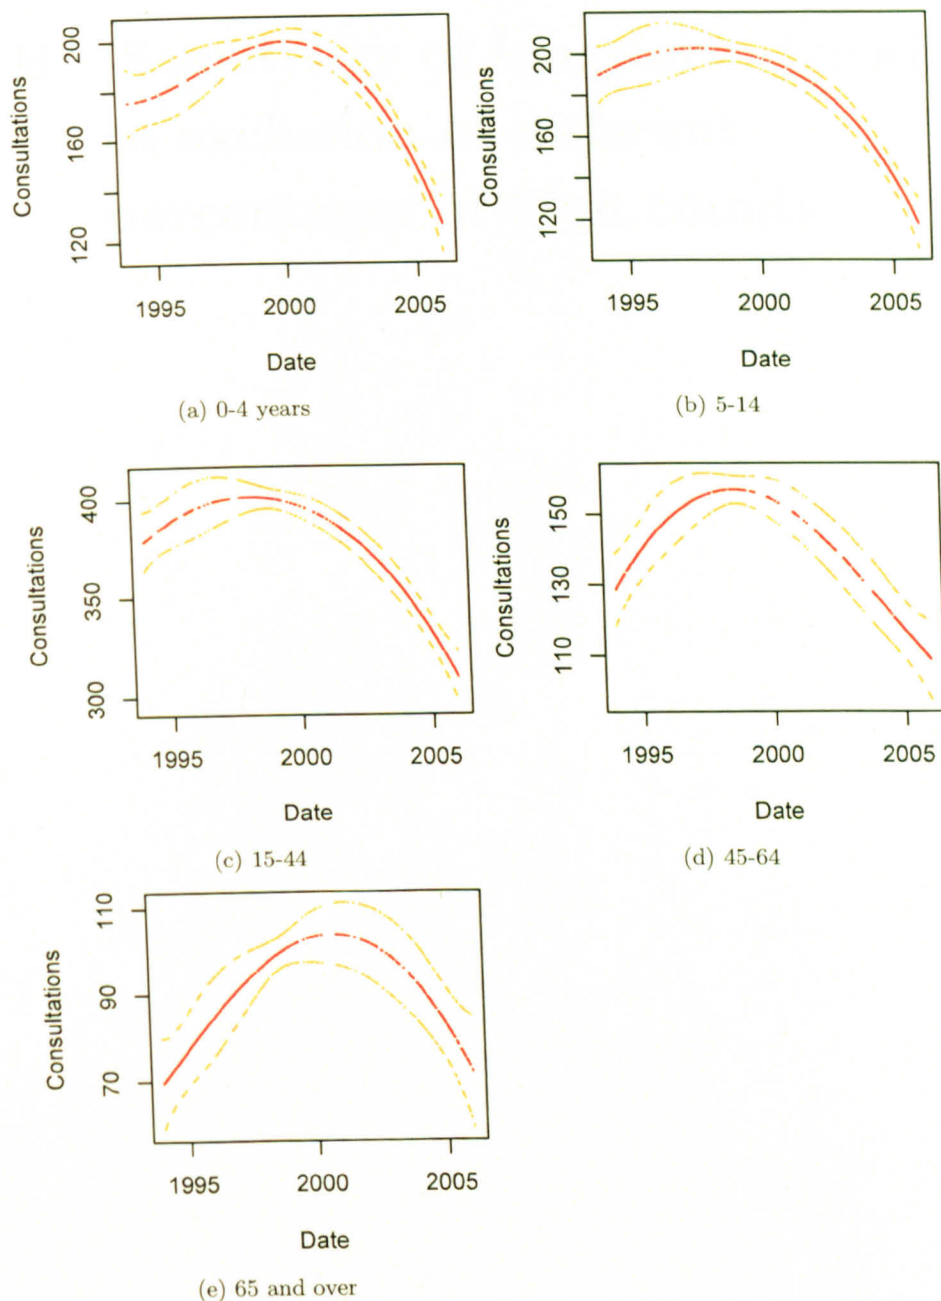 200
160
120
Consultations
1995 2000 2005
Date
(a) 0-4 years
200
160
120
Consultations
1995 2000 2005
Date
(b) 5-14
400
350
300
Consultations
1995 2000 2005
Date
(c) 15-44
150
130
110
Consultations
1995 2000 2005
Date
(d) 45-64
110
90
70
Consultations
1995 2000 2005
Date
(e) 65 and over